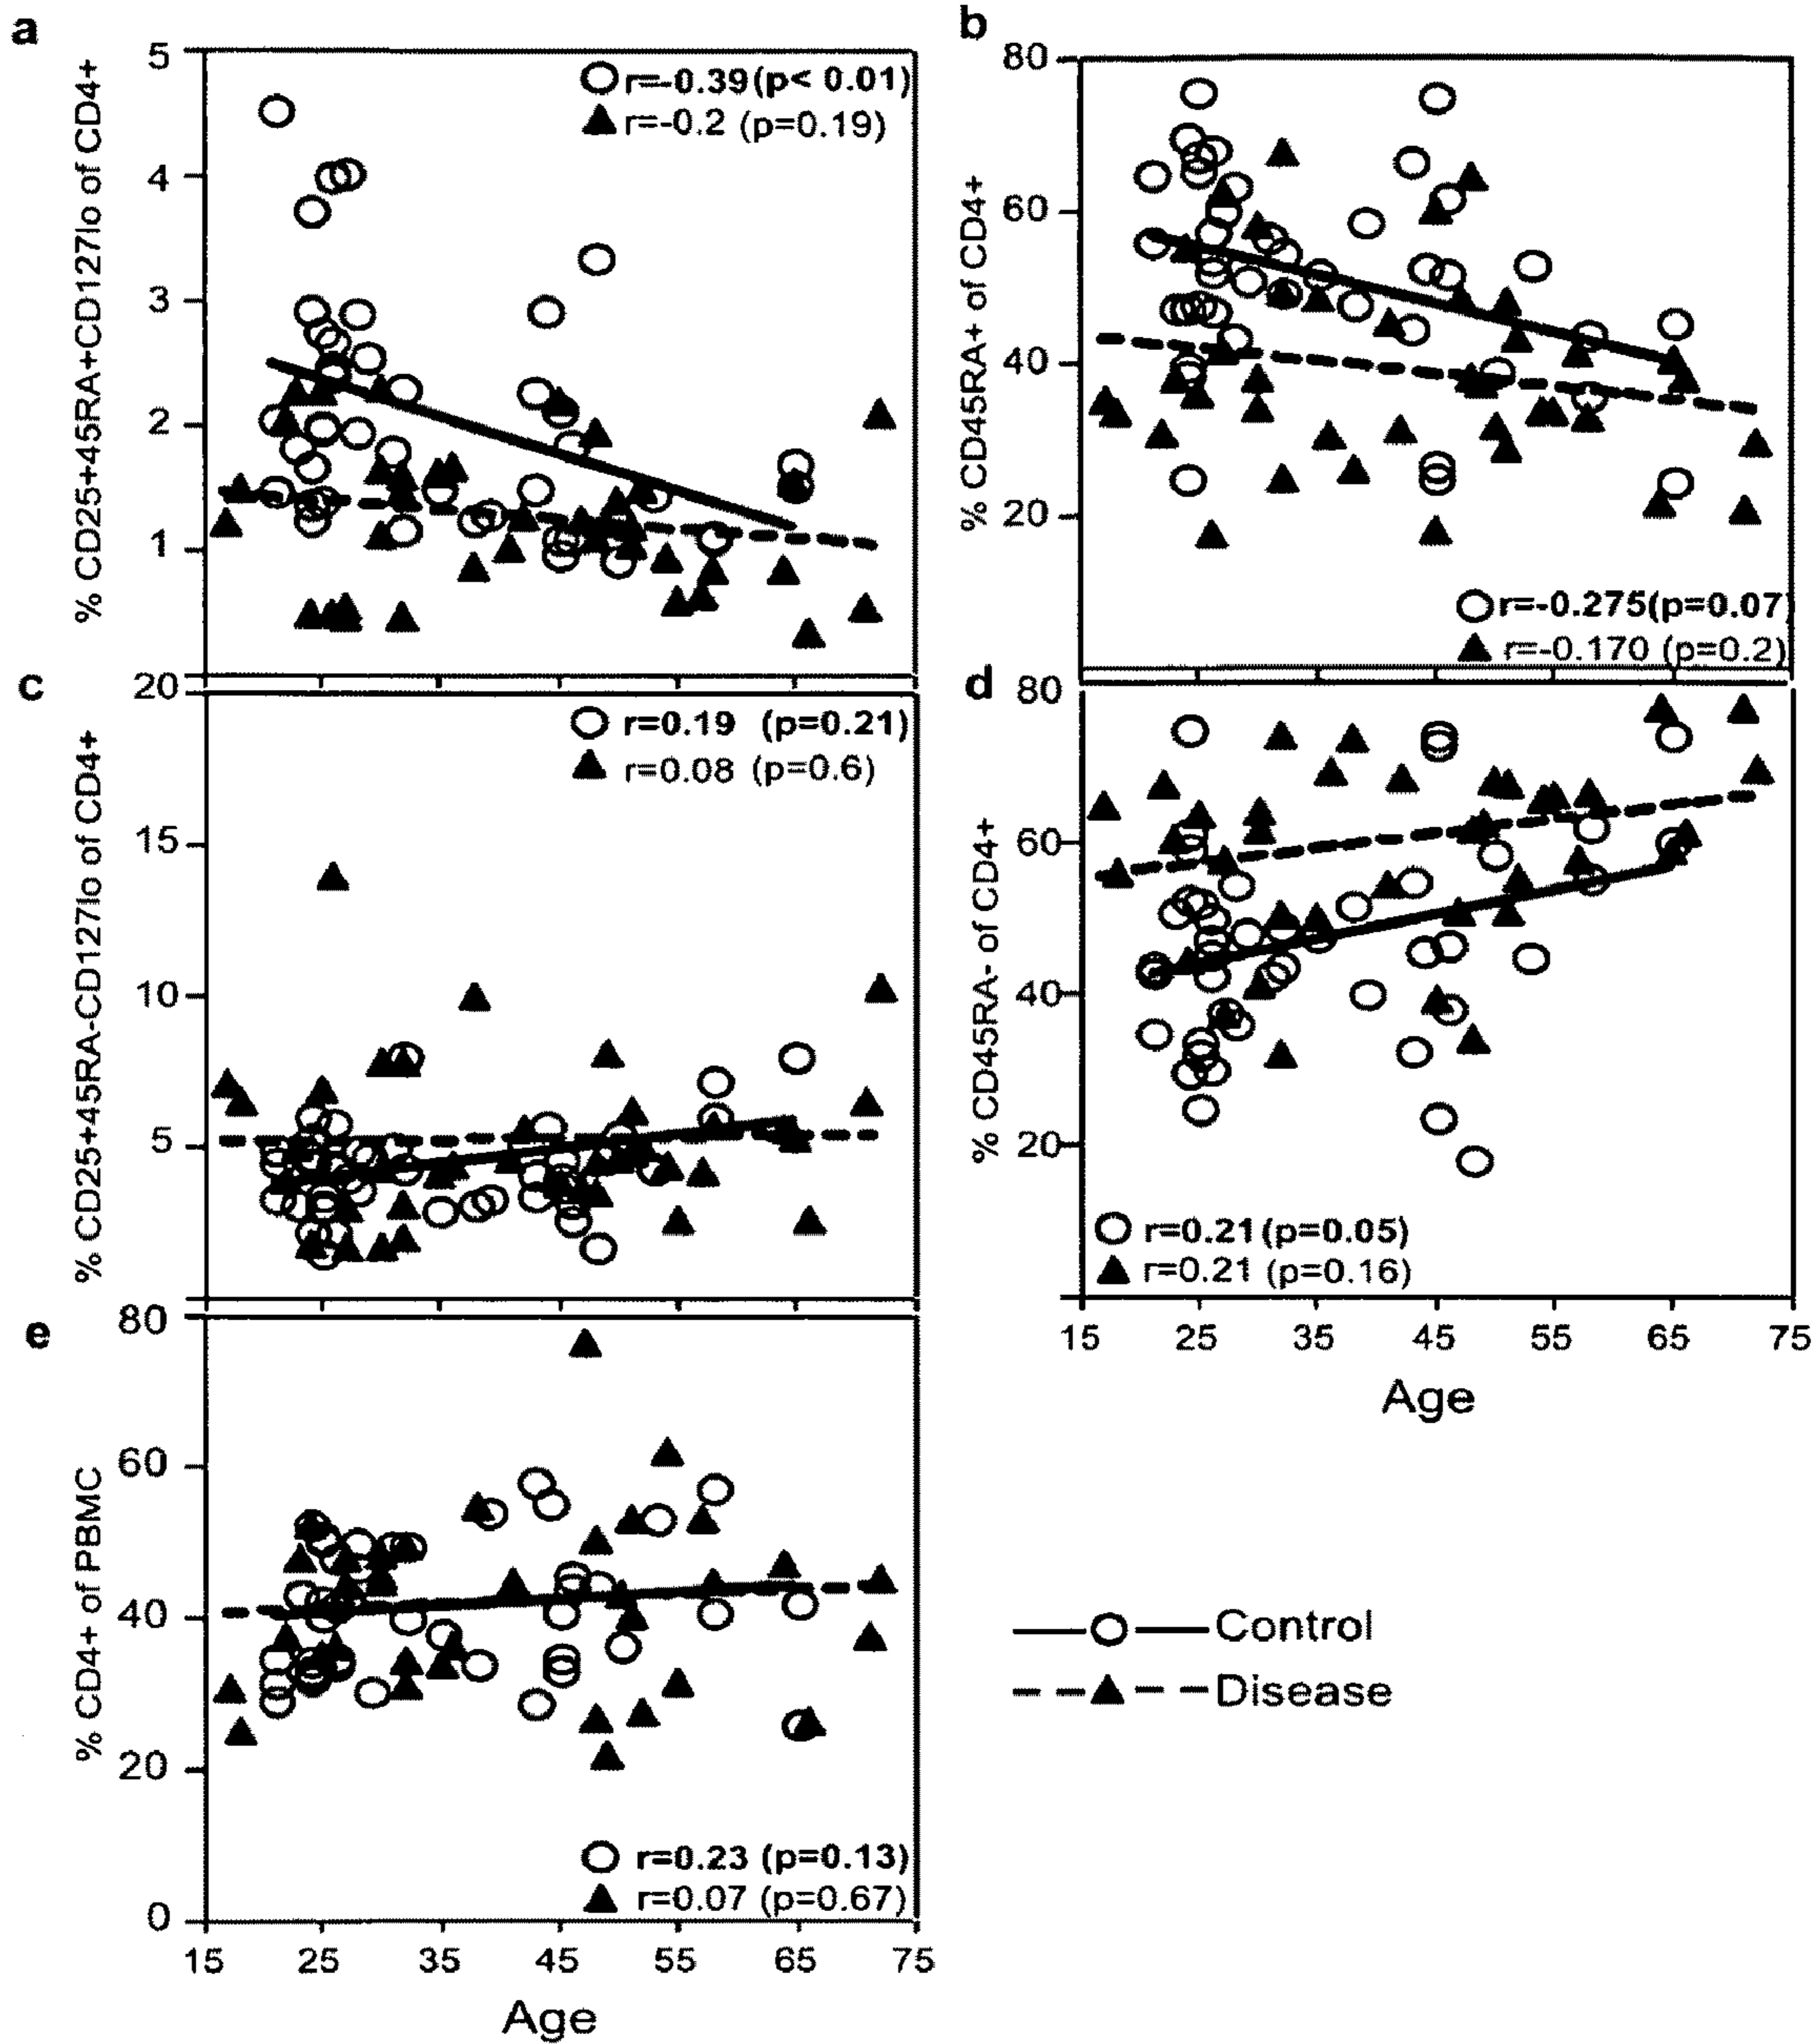 a
% CD25+45RA+CD127lo of CD4+
5
4
3
2
1
r=-0.39(p< 0.01)
r=-0.2 (p=0.19)
b
% CD45RA+ of CD4+
80
60
40
20
r=-0.275(p=0.07)
r=-0.170 (p=0.2)
c
% CD25+45RA-CD127lo of CD4+
20
15
10
5
r=0.19 (p=0.21)
r=0.08 (p=0.6)
d
% CD45RA- of CD4+
80
60
40
20
r=0.21(p=0.05)
r=0.21 (p=0.16)
15 25 35 45 55 65 75
Age
e
% CD4+ of PBMC
80
60
40
20
0
r=0.23 (p=0.13)
r=0.07 (p=0.67)
15 25 35 45 55 65 75
Age
Control
Disease